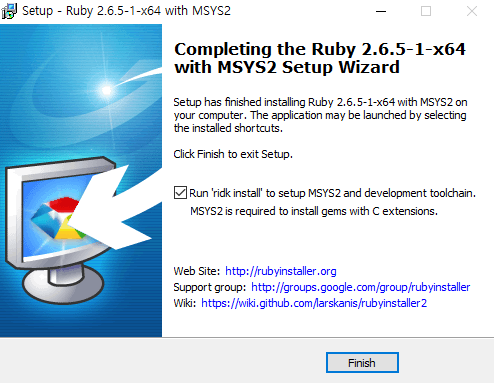 Setup - Ruby 2.6.5-1-x64 with MSYS2
Completing the Ruby 2.6.5-1-x64
with MSYS2 Setup Wizard
Setup has finished installing Ruby 2.6.5-1-x64 with MSYS2 on
your computer. The application may be launched by selecting
the installed shortcuts.
Click Finish to exit Setup.
Run 'ridk install' to setup MSYS2 and development toolchain.
MSYS2 is required to install gems with C extensions.
Web Site: http://rubyinstaller.org
Support group: http://groups.google.com/group/rubyinstaller
Wiki: https://wiki.github.com/larskanis/rubyinstaller2
Finish